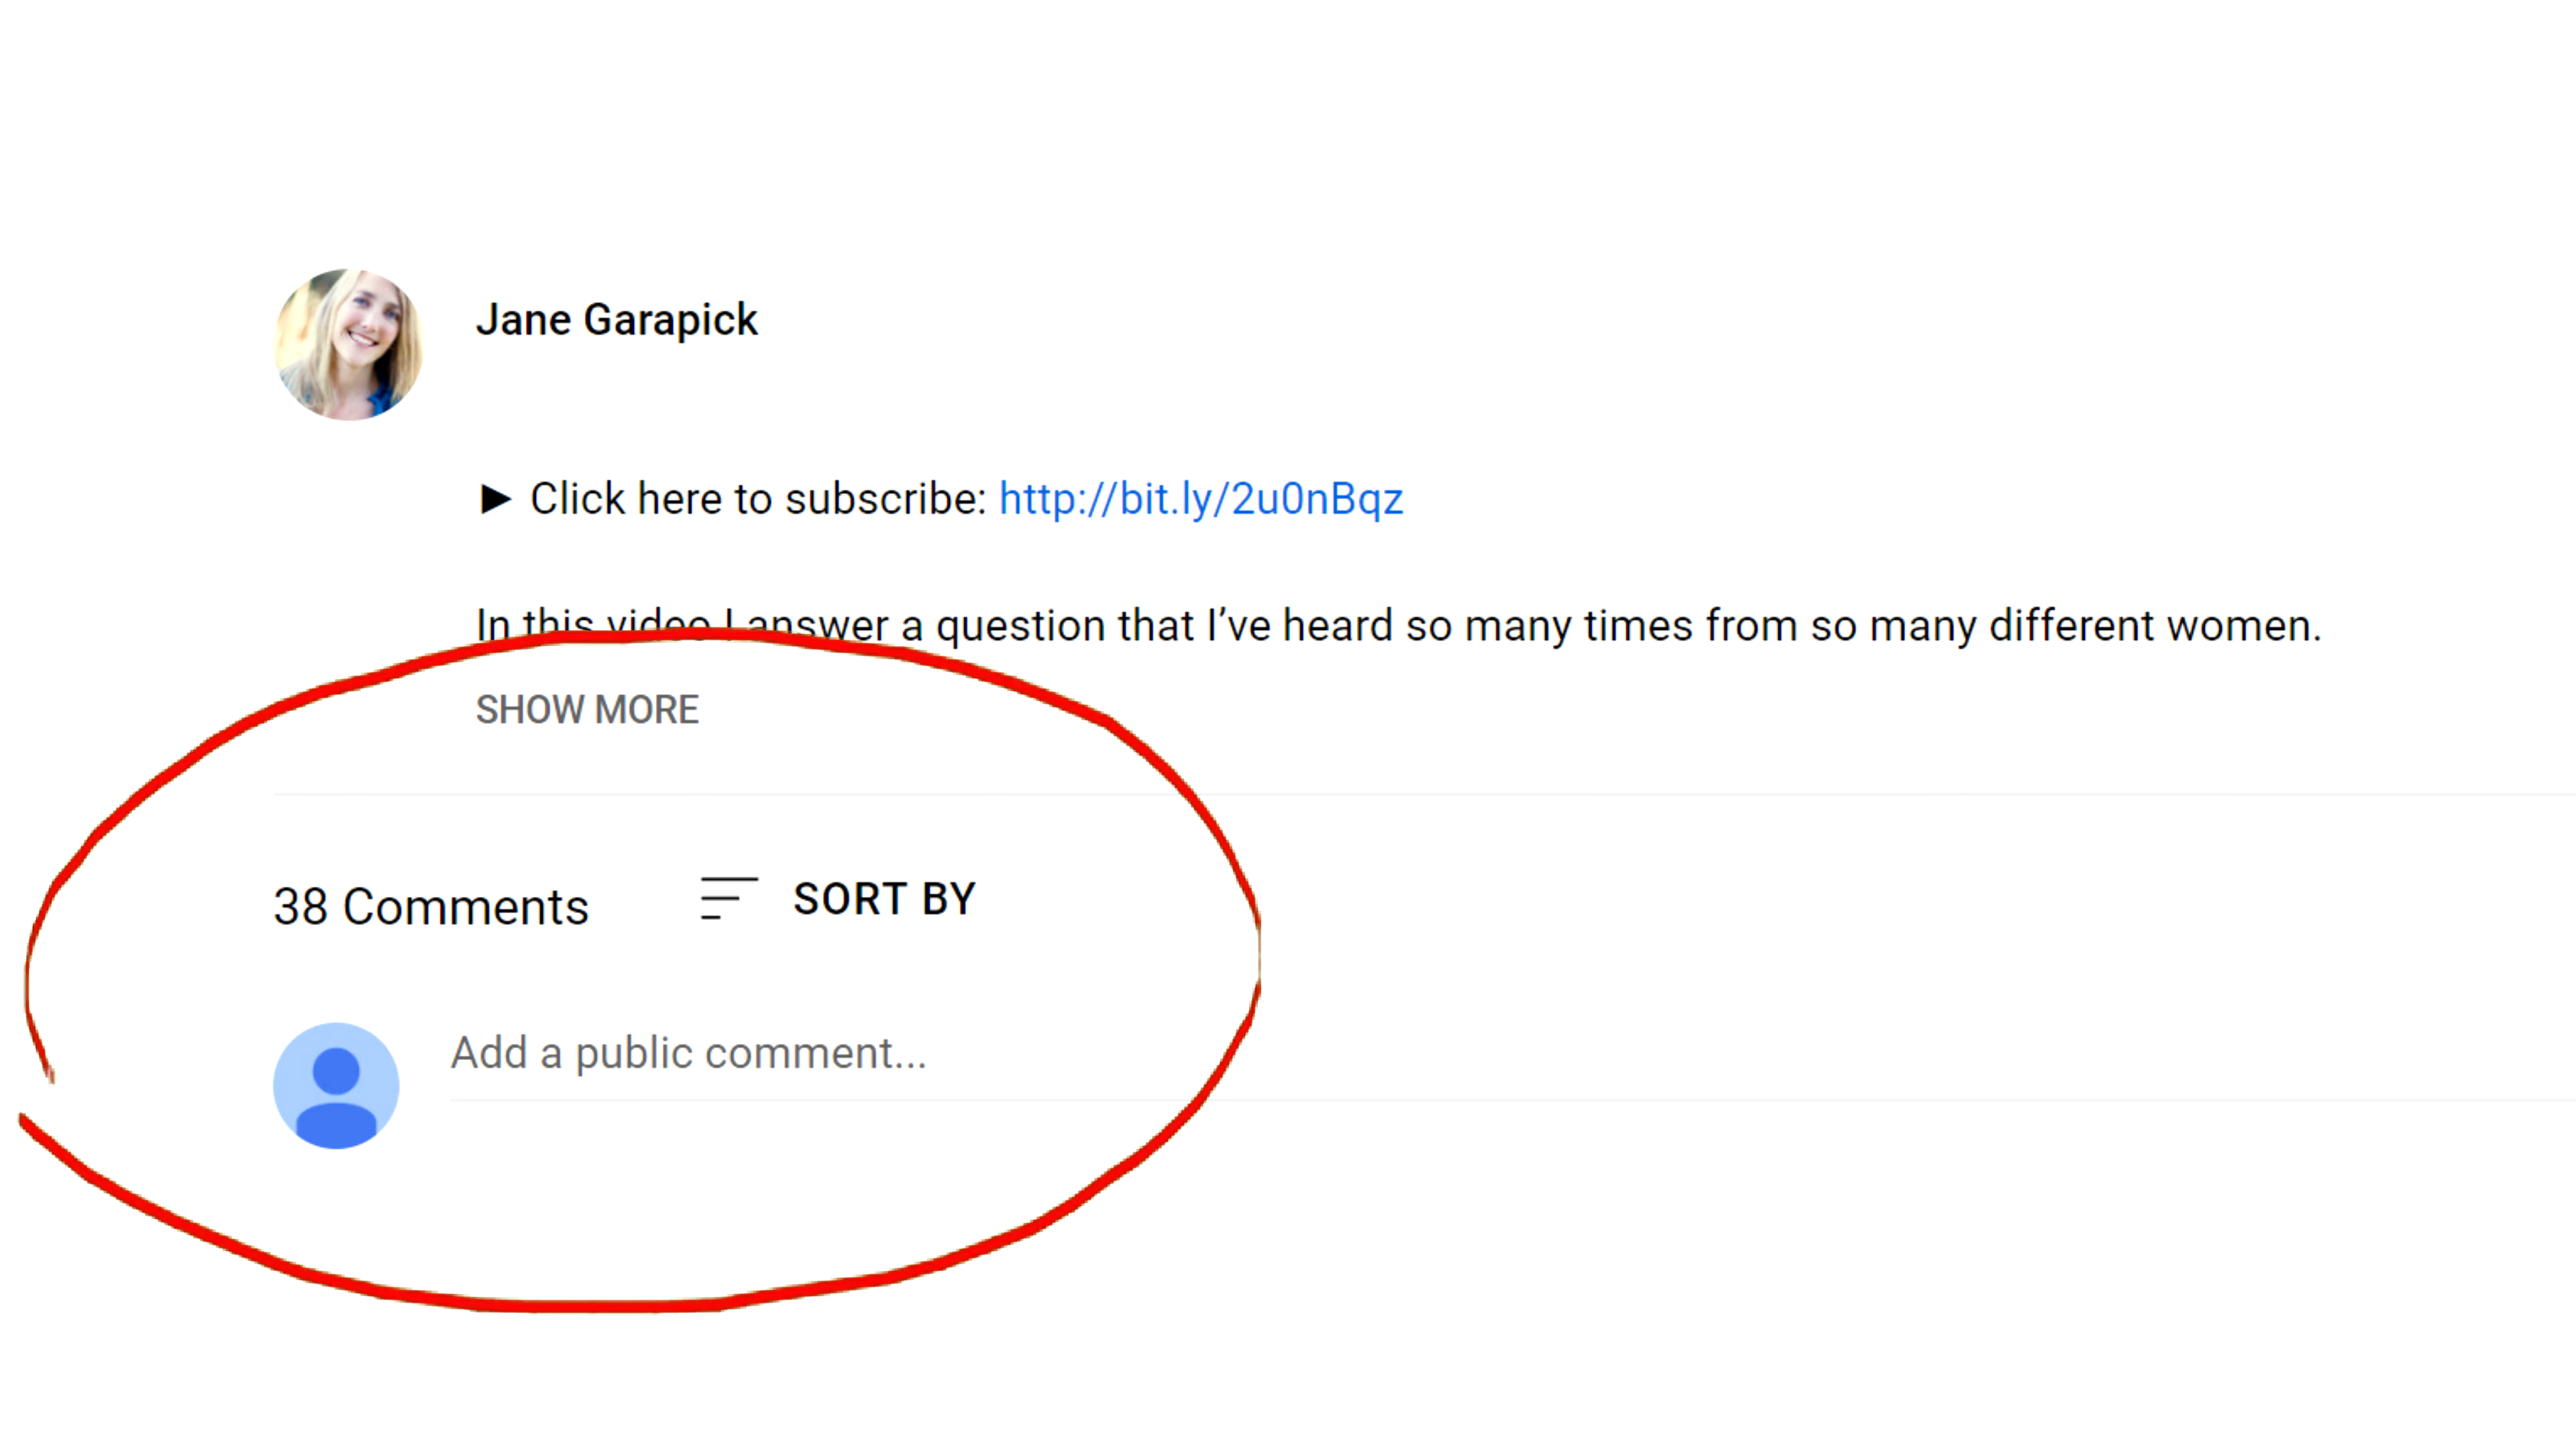 Jane Garapick
► Click here to subscribe: http://bit.ly/2u0nBqz
In this video I answer a question that I’ve heard so many times from so many different women.
SHOW MORE
38 Comments SORT BY
Add a public comment...